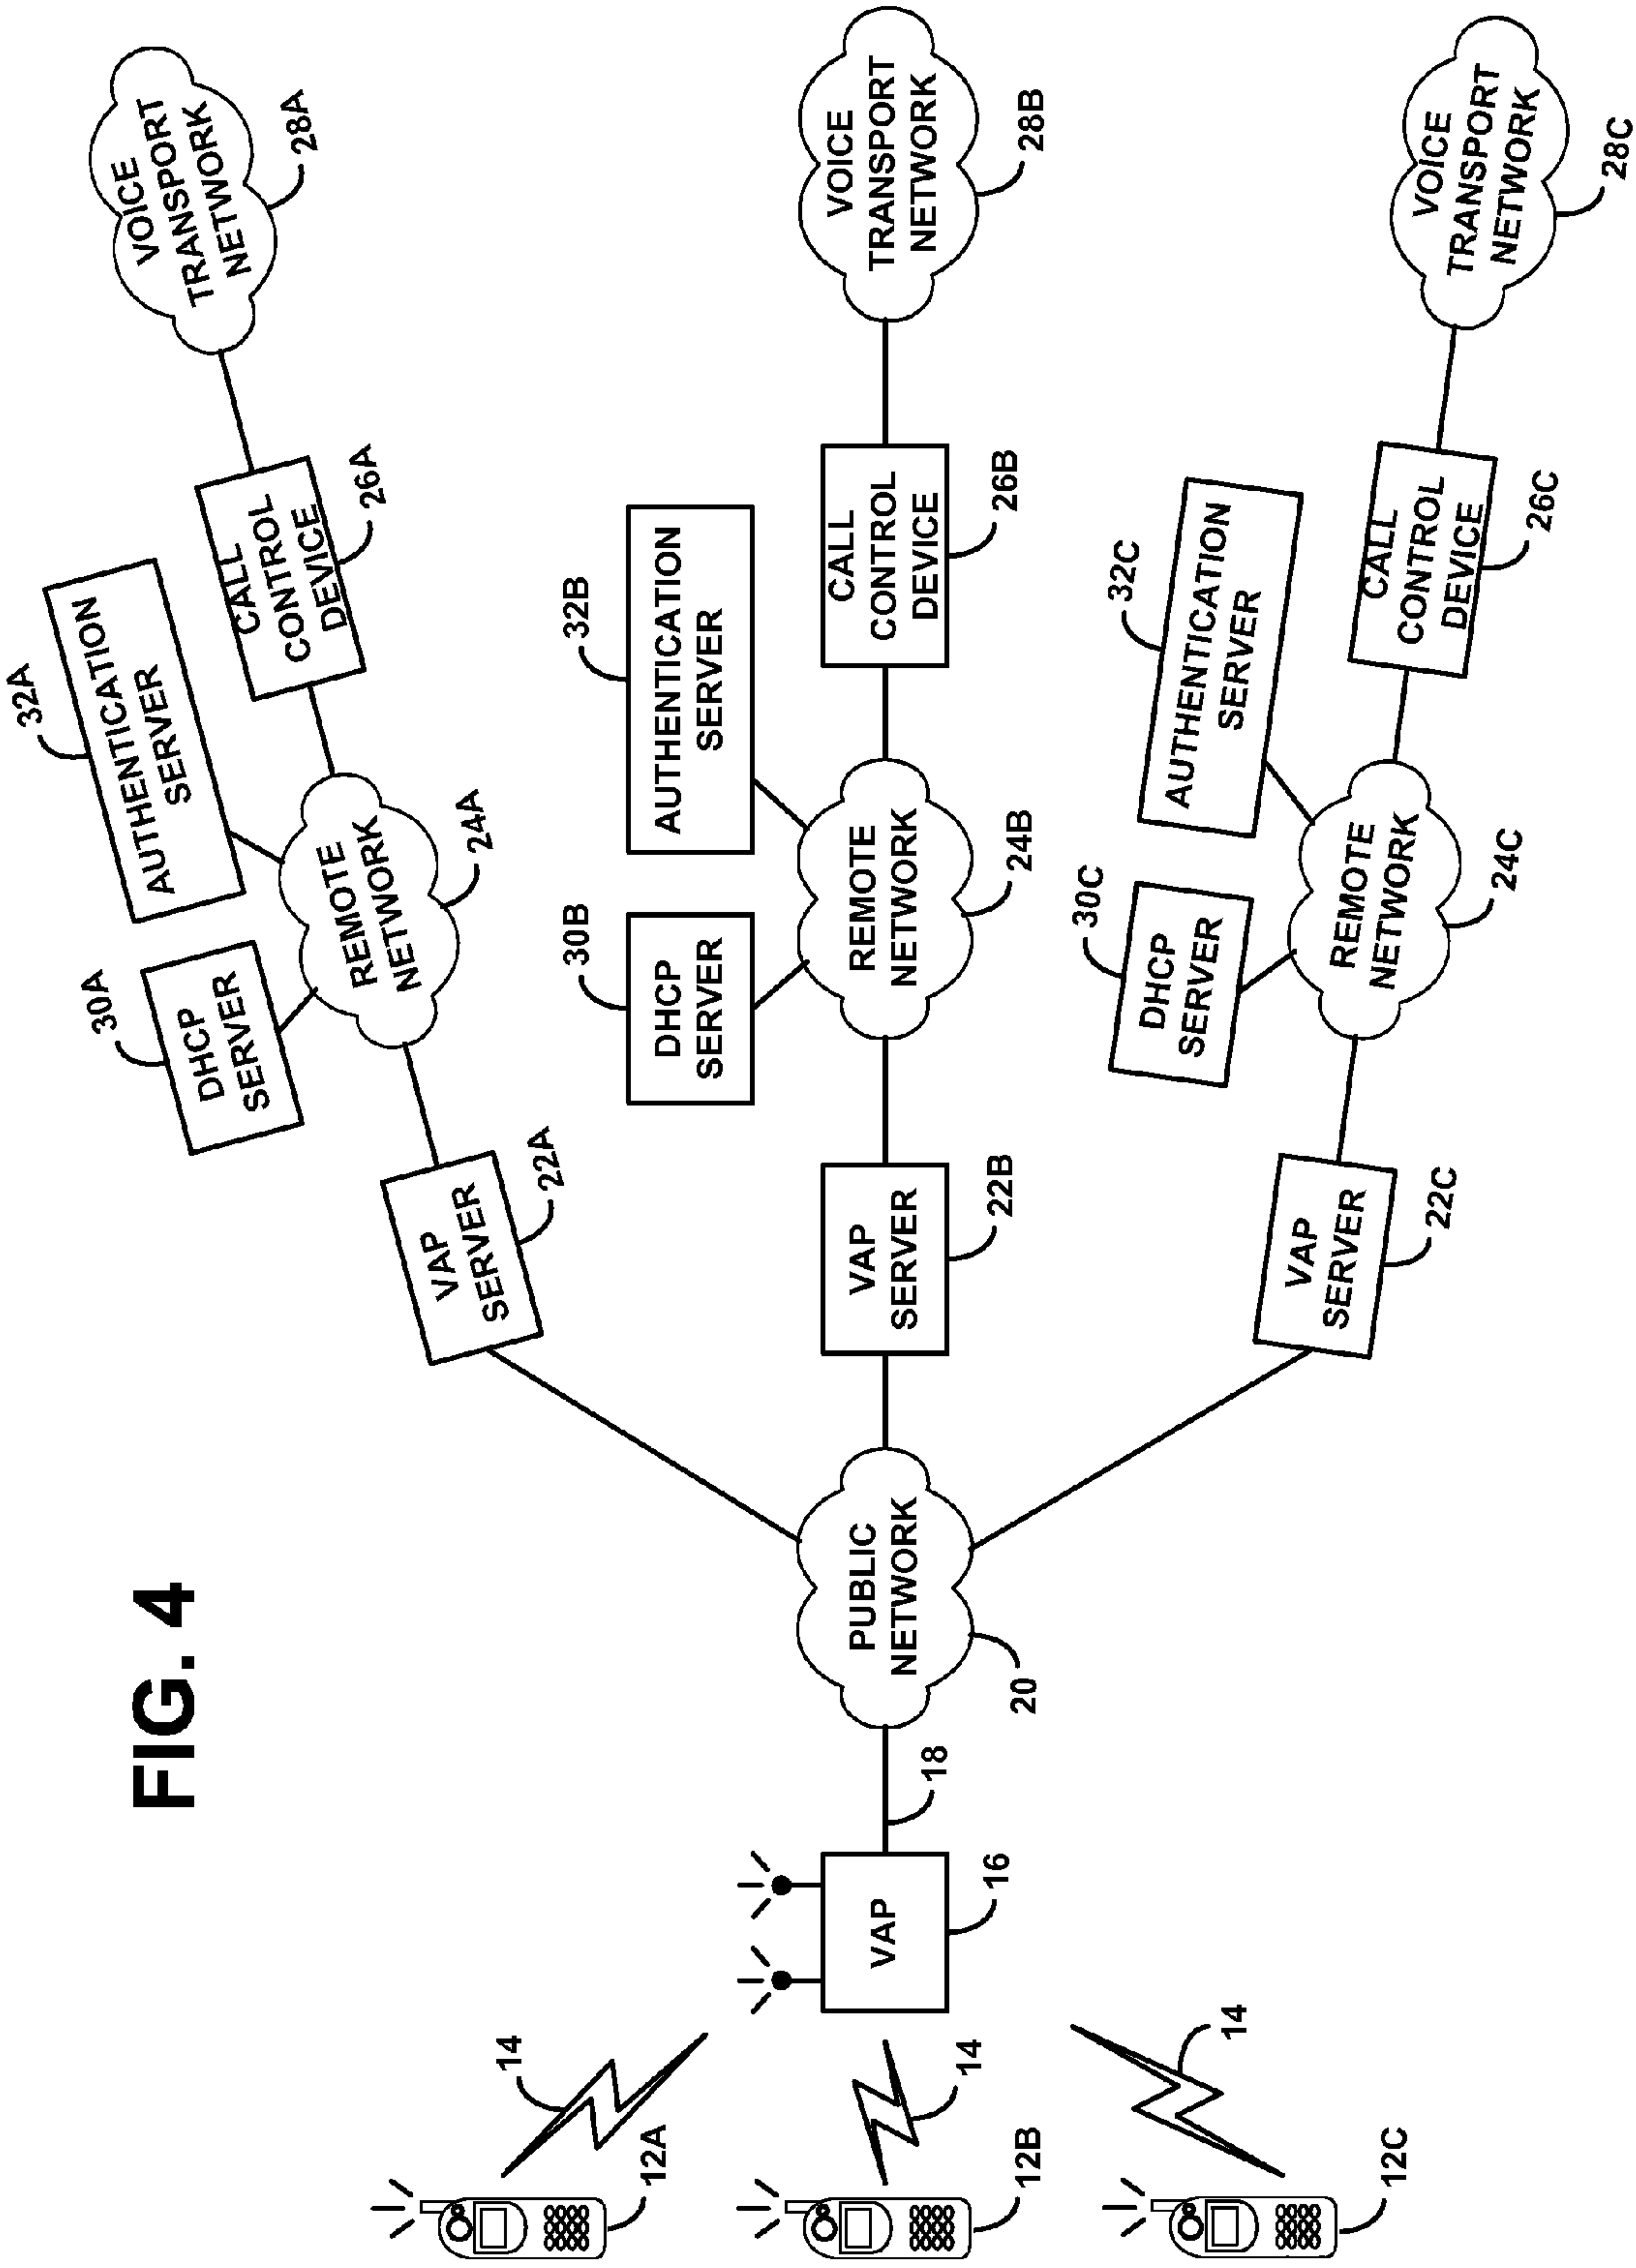 FIG. 4
12A
12B
12C
14
14
14
VAP
16
18
PUBLIC
NETWORK
20
VAP
SERVER
22A
DHCP
SERVER
30A
REMOTE
NETWORK
24A
AUTHENTICATION
SERVER
32A
CALL
CONTROL
DEVICE
26A
VOICE
TRANSPORT
NETWORK
28A
VAP
SERVER
22B
DHCP
SERVER
30B
REMOTE
NETWORK
24B
AUTHENTICATION
SERVER
32B
CALL
CONTROL
DEVICE
26B
VOICE
TRANSPORT
NETWORK
28B
VAP
SERVER
22C
DHCP
SERVER
30C
REMOTE
NETWORK
24C
AUTHENTICATION
SERVER
32C
CALL
CONTROL
DEVICE
26C
VOICE
TRANSPORT
NETWORK
28C